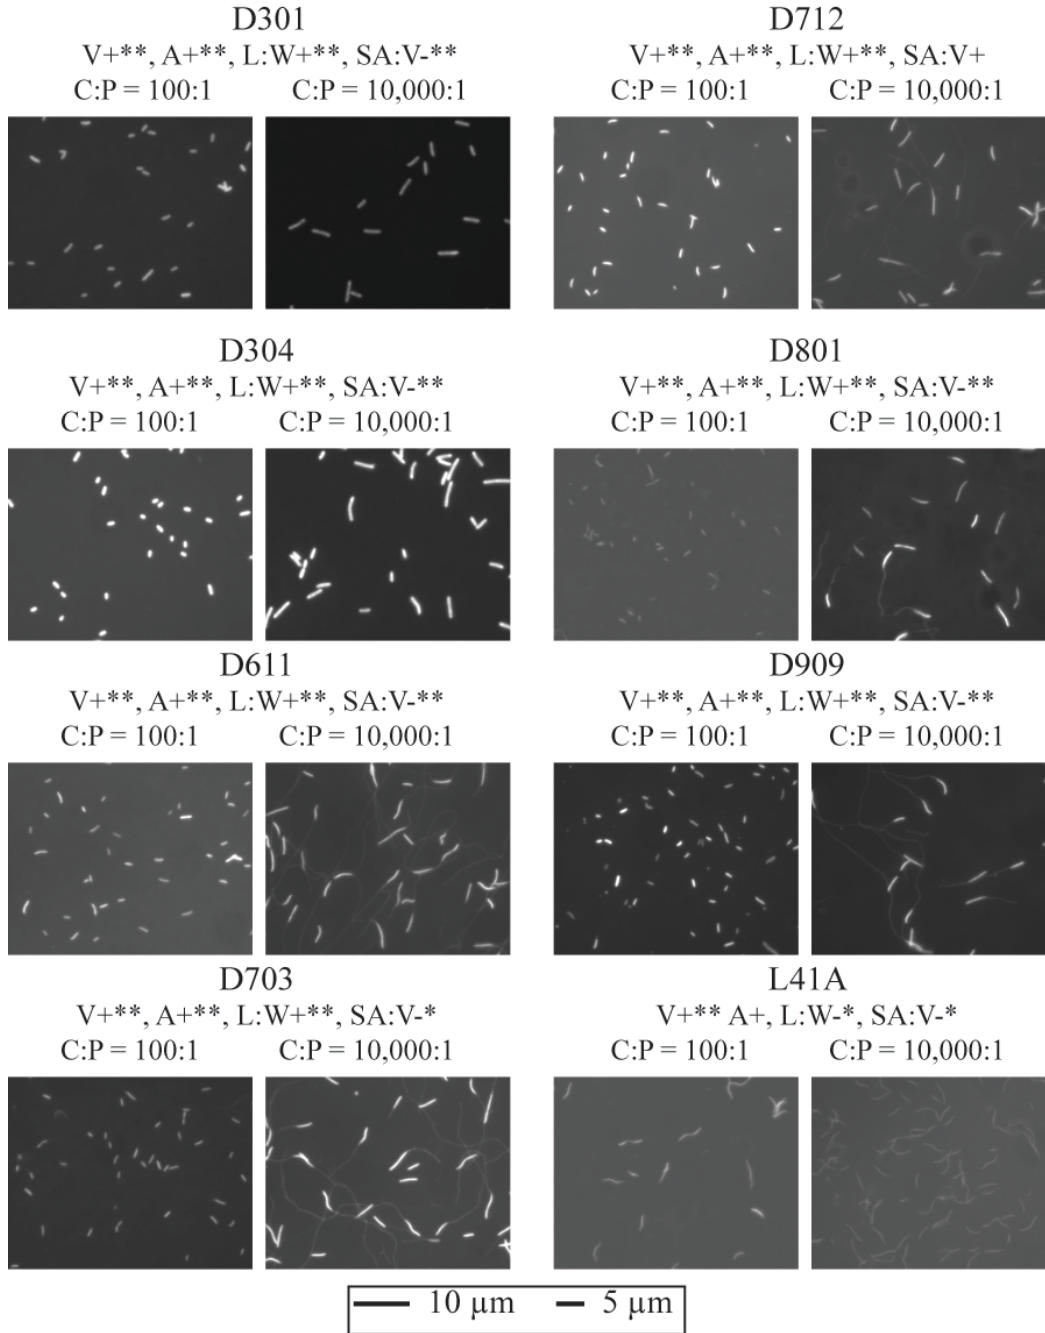 D301
V+**, A+**, L:W+**, SA:V-**
C:P = 100:1 C:P = 10,000:1
D712
V+**, A+**, L:W+**, SA:V+
C:P = 100:1 C:P = 10,000:1
D304
V+**, A+**, L:W+**, SA:V-**
C:P = 100:1 C:P = 10,000:1
D801
V+**, A+**, L:W+**, SA:V-**
C:P = 100:1 C:P = 10,000:1
D611
V+**, A+**, L:W+**, SA:V-**
C:P = 100:1 C:P = 10,000:1
D909
V+**, A+**, L:W+**, SA:V-**
C:P = 100:1 C:P = 10,000:1
D703
V+**, A+**, L:W+**, SA:V-*
C:P = 100:1 C:P = 10,000:1
L41A
V+** A+, L:W-*, SA:V-*
C:P = 100:1 C:P = 10,000:1
10 µm 5 µm